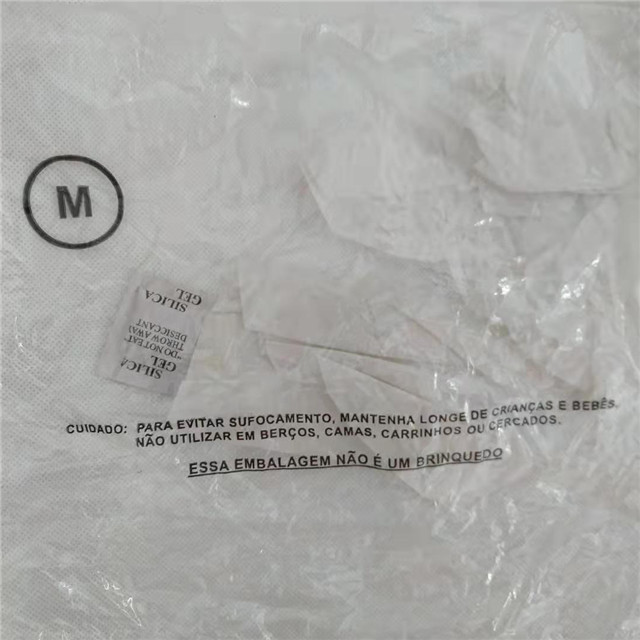 M
SILICA
GEL
"DO NOT EAT"
THROW AWAY
DESICCANT
SILICA
GEL
CUIDADO: PARA EVITAR SUFOCAMENTO, MANTENHA LONGE DE CRIANÇAS E BEBÊS.
NÃO UTILIZAR EM BERÇOS, CAMAS, CARRINHOS OU CERCADOS.
ESSA EMBALAGEM NÃO É UM BRINQUEDO